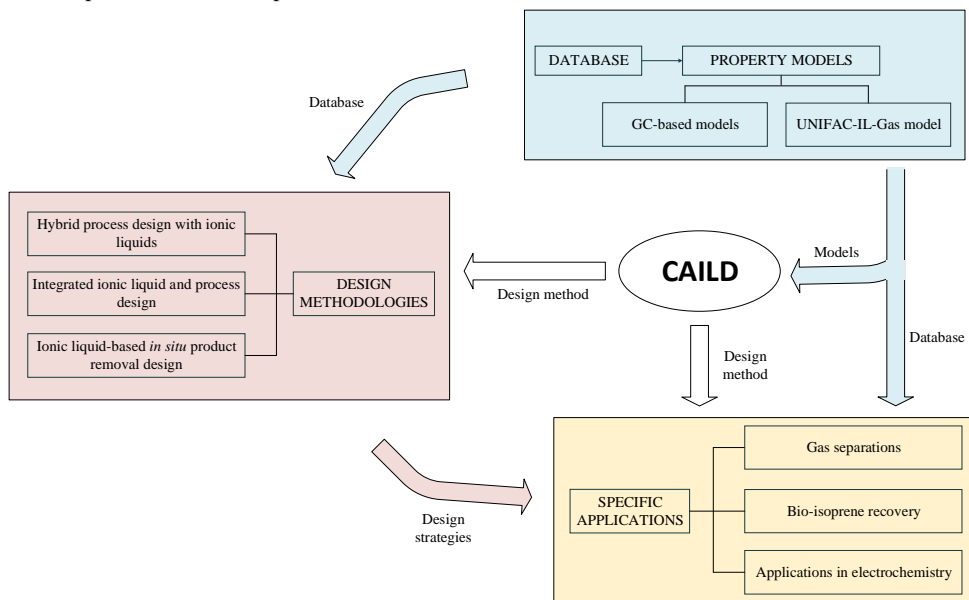 DATABASE
PROPERTY MODELS
GC-based models
UNIFAC-IL-Gas model
Database
Hybrid process design with ionic
liquids
Integrated ionic liquid and process
design
Ionic liquid-based in situ product
removal design
DESIGN
METHODOLOGIES
Design method
CAILD
Models
Database
Design
method
Design
strategies
SPECIFIC
APPLICATIONS
Gas separations
Bio-isoprene recovery
Applications in electrochemistry